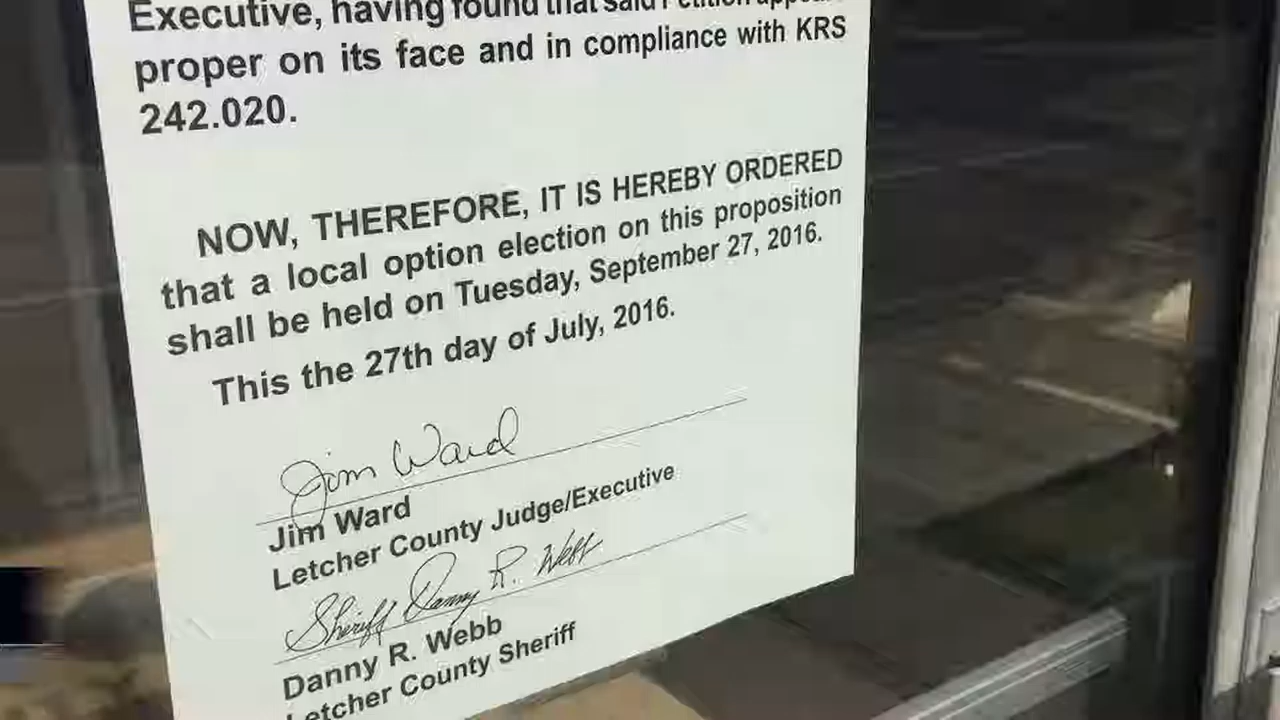 Executive, having found that said Petition
proper on its face and in compliance with KRS
242.020.
NOW, THEREFORE, IT IS HEREBY ORDERED
that a local option election on this proposition
shall be held on Tuesday, September 27, 2016.
This the 27th day of July, 2016.
Jim Ward
Jim Ward
Letcher County Judge/Executive
Sheriff Danny R. Webb
Danny R. Webb
Letcher County Sheriff